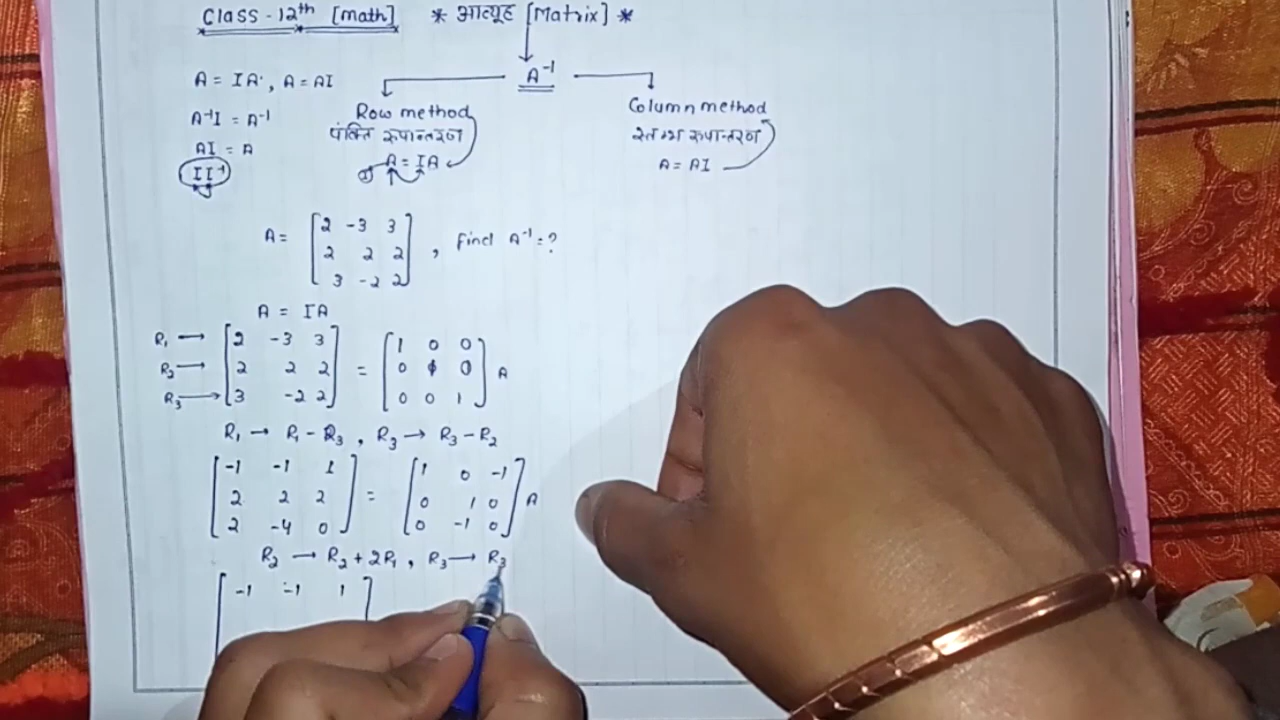 Class - 12th [math] * आव्यूह [Matrix] *
A = IA, A = AI
A⁻¹I = A⁻¹
AI = A
II⁻¹
A⁻¹
Row method
पंक्ति रूपान्तरण
A = IA
Column method
स्तम्भ रूपान्तरण
A = AI
A = [2 -3 3
2 2 2
3 -2 2] , Find A⁻¹ = ?
A = IA
R₁ → [2 -3 3] = [1 0 0] A
R₂ → [2 2 2] [0 1 0]
R₃ → [3 -2 2] [0 0 1]
R₁ → R₁ - R₃ , R₃ → R₃ - R₂
[-1 -1 1] = [1 0 -1] A
[2 2 2] [0 1 0]
[2 -4 0] [0 -1 0]
R₂ → R₂ + 2R₁ , R₃ → R₃
[-1 -1 1]